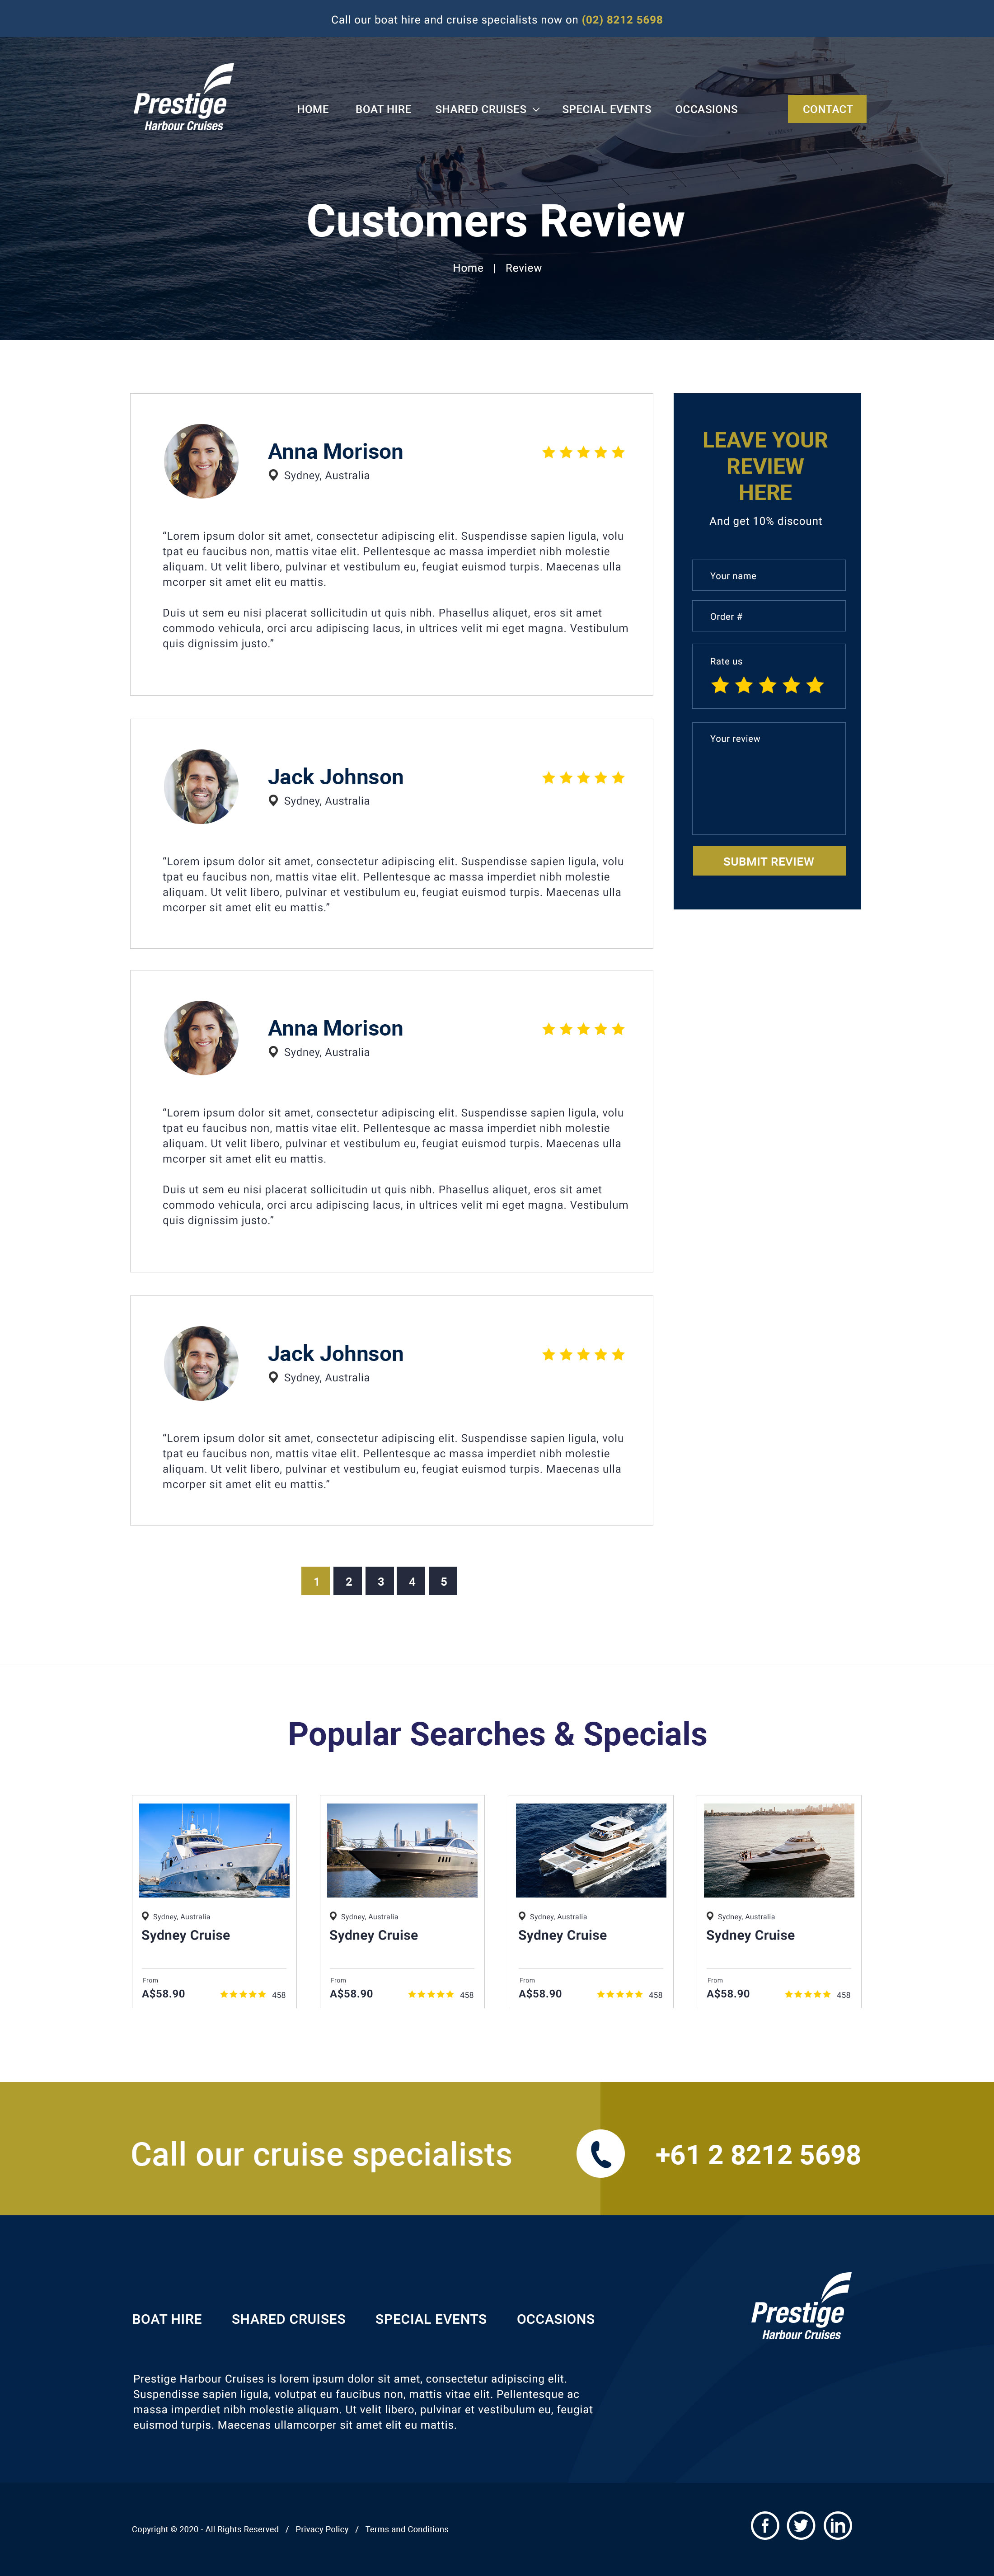 Call our boat hire and cruise specialists now on (02) 8212 5698
Prestige
Harbour Cruises
HOME BOAT HIRE SHARED CRUISES SPECIAL EVENTS OCCASIONS CONTACT
Customers Review
Home | Review
Anna Morison
Sydney, Australia
“Lorem ipsum dolor sit amet, consectetur adipiscing elit. Suspendisse sapien ligula, volu
tpat eu faucibus non, mattis vitae elit. Pellentesque ac massa imperdiet nibh molestie
aliquam. Ut velit libero, pulvinar et vestibulum eu, feugiat euismod turpis. Maecenas ulla
mcorper sit amet elit eu mattis.
Duis ut sem eu nisi placerat sollicitudin ut quis nibh. Phasellus aliquet, eros sit amet
commodo vehicula, orci arcu adipiscing lacus, in ultrices velit mi eget magna. Vestibulum
quis dignissim justo.”
LEAVE YOUR
REVIEW
HERE
And get 10% discount
Your name
Order #
Rate us
Your review
SUBMIT REVIEW
Jack Johnson
Sydney, Australia
“Lorem ipsum dolor sit amet, consectetur adipiscing elit. Suspendisse sapien ligula, volu
tpat eu faucibus non, mattis vitae elit. Pellentesque ac massa imperdiet nibh molestie
aliquam. Ut velit libero, pulvinar et vestibulum eu, feugiat euismod turpis. Maecenas ulla
mcorper sit amet elit eu mattis.”
Anna Morison
Sydney, Australia
“Lorem ipsum dolor sit amet, consectetur adipiscing elit. Suspendisse sapien ligula, volu
tpat eu faucibus non, mattis vitae elit. Pellentesque ac massa imperdiet nibh molestie
aliquam. Ut velit libero, pulvinar et vestibulum eu, feugiat euismod turpis. Maecenas ulla
mcorper sit amet elit eu mattis.
Duis ut sem eu nisi placerat sollicitudin ut quis nibh. Phasellus aliquet, eros sit amet
commodo vehicula, orci arcu adipiscing lacus, in ultrices velit mi eget magna. Vestibulum
quis dignissim justo.”
Jack Johnson
Sydney, Australia
“Lorem ipsum dolor sit amet, consectetur adipiscing elit. Suspendisse sapien ligula, volu
tpat eu faucibus non, mattis vitae elit. Pellentesque ac massa imperdiet nibh molestie
aliquam. Ut velit libero, pulvinar et vestibulum eu, feugiat euismod turpis. Maecenas ulla
mcorper sit amet elit eu mattis.”
1 2 3 4 5
Popular Searches & Specials
Sydney, Australia
Sydney Cruise
From
A$58.90 458
Sydney, Australia
Sydney Cruise
From
A$58.90 458
Sydney, Australia
Sydney Cruise
From
A$58.90 458
Sydney, Australia
Sydney Cruise
From
A$58.90 458
Call our cruise specialists +61 2 8212 5698
BOAT HIRE SHARED CRUISES SPECIAL EVENTS OCCASIONS
Prestige
Harbour Cruises
Prestige Harbour Cruises is lorem ipsum dolor sit amet, consectetur adipiscing elit.
Suspendisse sapien ligula, volutpat eu faucibus non, mattis vitae elit. Pellentesque ac
massa imperdiet nibh molestie aliquam. Ut velit libero, pulvinar et vestibulum eu, feugiat
euismod turpis. Maecenas ullamcorper sit amet elit eu mattis.
Copyright © 2020 - All Rights Reserved / Privacy Policy / Terms and Conditions